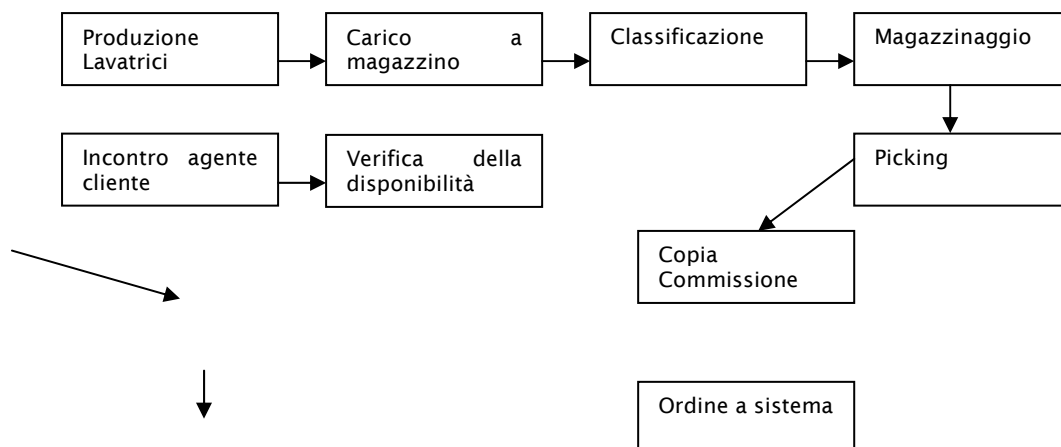 Produzione
Lavatrici
Carico a
magazzino
Classificazione
Magazzinaggio
Incontro agente
cliente
Verifica della
disponibilità
Picking
Copia
Commissione
Ordine a sistema